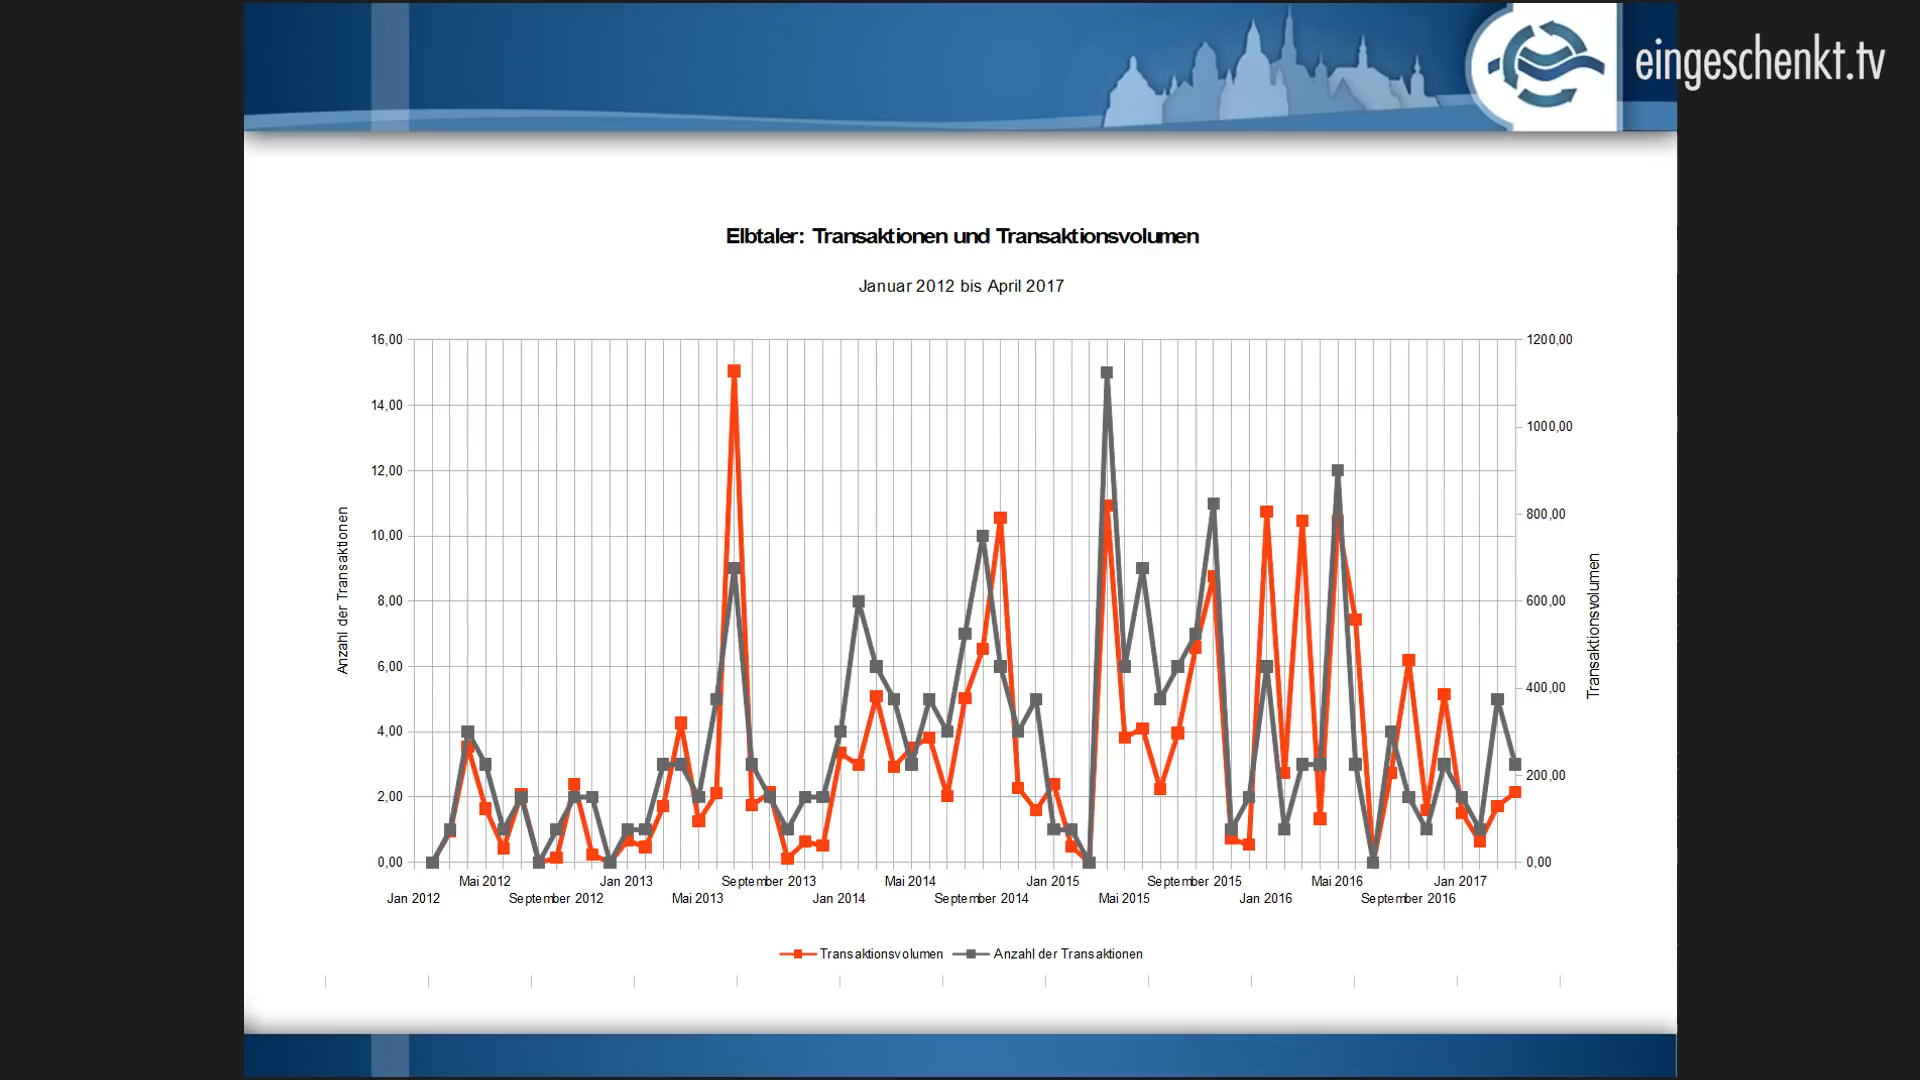 eingeschenkt.tv
Elbtaler: Transaktionen und Transaktionsvolumen
Januar 2012 bis April 2017
16,00
14,00
12,00
10,00
8,00
6,00
4,00
2,00
0,00
Anzahl der Transaktionen
1200,00
1000,00
800,00
600,00
400,00
200,00
0,00
Transaktionsvolumen
Mai 2012 Jan 2013 September 2013 Mai 2014 Jan 2015 September 2015 Mai 2016 Jan 2017
Jan 2012 September 2012 Mai 2013 Jan 2014 September 2014 Mai 2015 Jan 2016 September 2016
Transaktionsvolumen Anzahl der Transaktionen